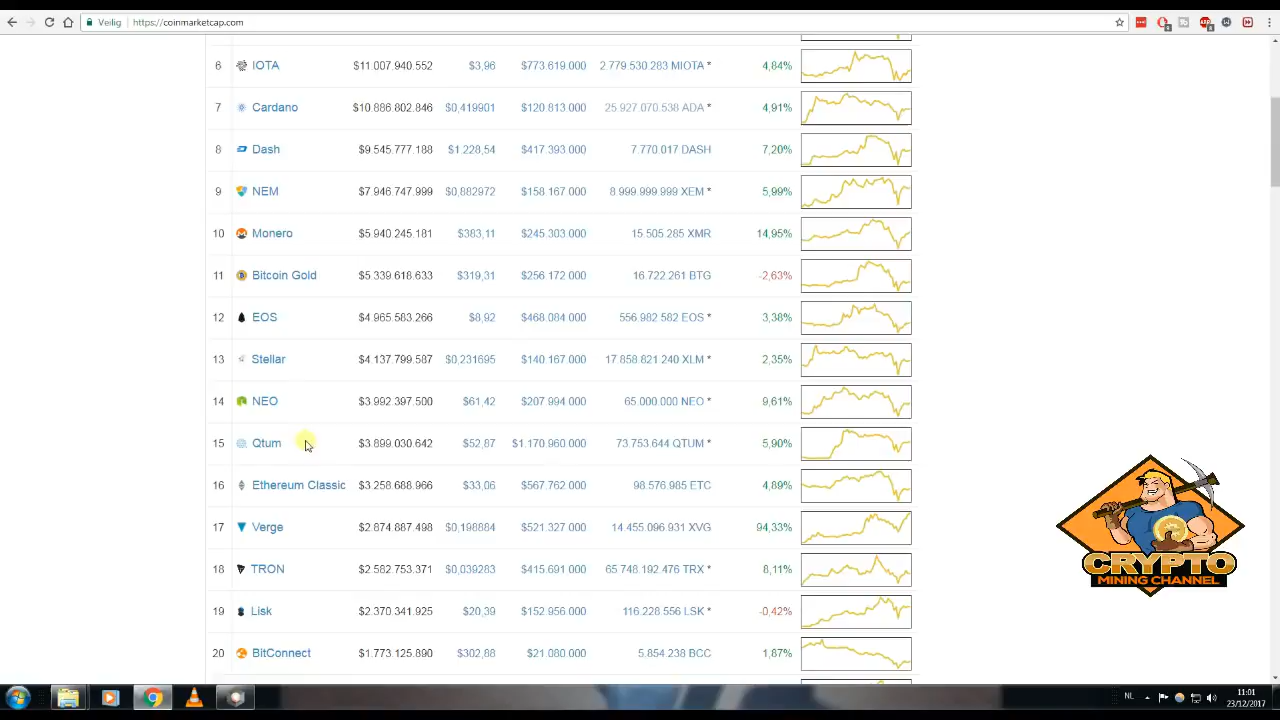 Veilig https://coinmarketcap.com
6 IOTA $11 007 940 552 $3,96 $773 619 000 2 779 530 283 MIOTA * 4,84%
7 Cardano $10 886 802 846 $0,419901 $120 813 000 25 927 070 538 ADA * 4,91%
8 Dash $9 545 777 188 $1 228,54 $417 393 000 7 770 017 DASH 7,20%
9 NEM $7 946 747 999 $0,882972 $158 167 000 8 999 999 999 XEM * 5,99%
10 Monero $5 940 245 181 $383,11 $245 303 000 15 505 285 XMR 14,95%
11 Bitcoin Gold $5 339 618 633 $319,31 $256 172 000 16 722 261 BTG -2,63%
12 EOS $4 965 583 266 $8,92 $468 084 000 556 982 582 EOS * 3,38%
13 Stellar $4 137 799 587 $0,231695 $140 167 000 17 858 821 240 XLM * 2,35%
14 NEO $3 992 397 500 $61,42 $207 994 000 65 000 000 NEO * 9,61%
15 Qtum $3 899 030 642 $52,87 $1 170 960 000 73 753 644 QTUM * 5,90%
16 Ethereum Classic $3 258 688 966 $33,06 $567 762 000 98 576 985 ETC 4,89%
17 Verge $2 874 887 498 $0,198884 $521 327 000 14 455 096 931 XVG 94,33%
18 TRON $2 582 753 371 $0,039283 $415 691 000 65 748 192 476 TRX * 8,11%
19 Lisk $2 370 341 925 $20,39 $152 956 000 116 228 556 LSK * -0,42%
20 BitConnect $1 773 125 890 $302,88 $21 080 000 5 854 238 BCC 1,87%
CRYPTO
MINING CHANNEL
NL 11:01
23/12/2017